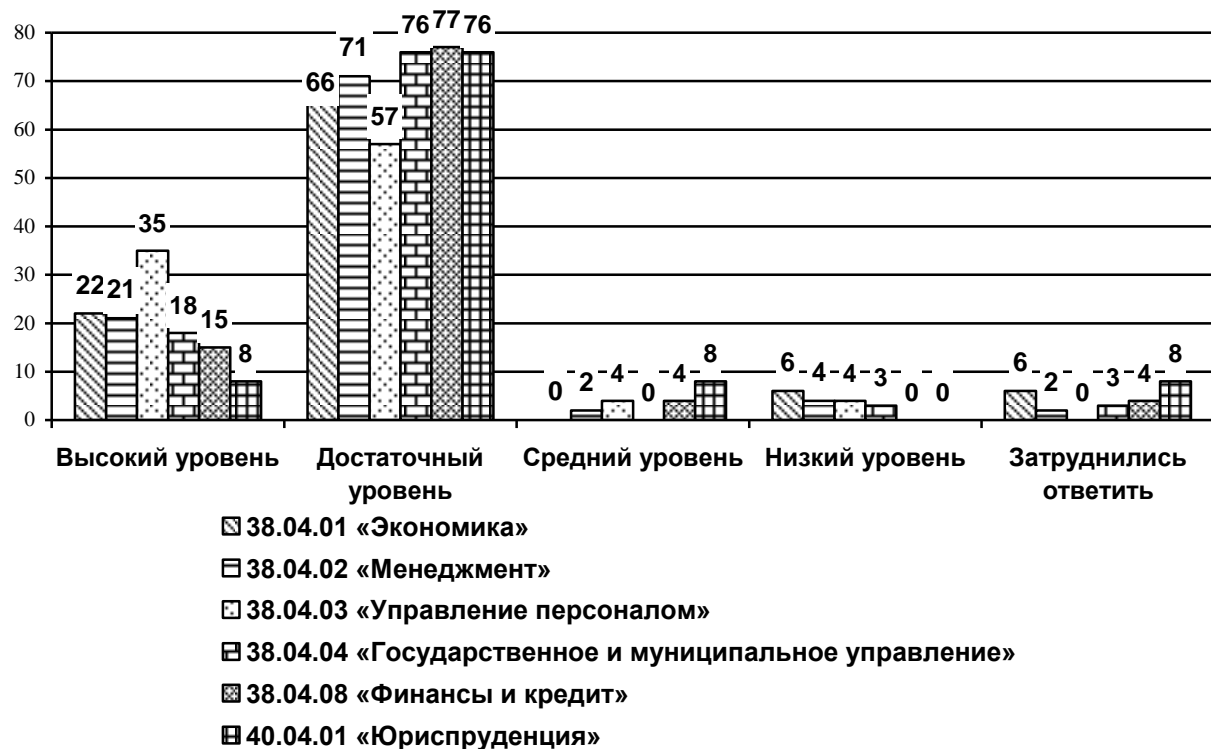 80
70
60
50
40
30
20
10
0
22 21 35 18 15 8
66 71 57 76 77 76
0 2 4 0 4 8
6 4 4 3 0 0
6 2 0 3 4 8
Высокий уровень
Достаточный
уровень
Средний уровень
Низкий уровень
Затруднились
ответить
38.04.01 «Экономика»
38.04.02 «Менеджмент»
38.04.03 «Управление персоналом»
38.04.04 «Государственное и муниципальное управление»
38.04.08 «Финансы и кредит»
40.04.01 «Юриспруденция»